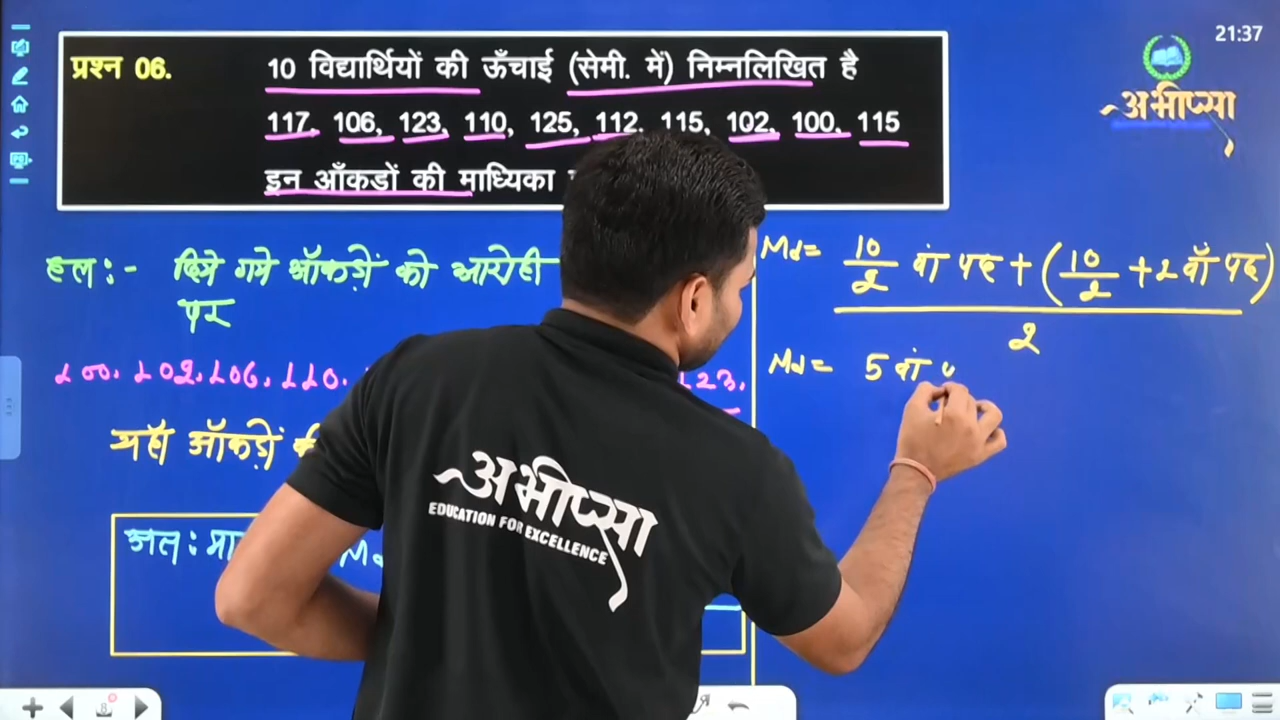 21:37
प्रश्न 06. 10 विद्यार्थियों की ऊँचाई (सेमी. में) निम्नलिखित है
117, 106, 123, 110, 125, 112, 115, 102, 100, 115
इन आँकडों की माध्यिका
अभीप्सा
हल :- दिये गये आँकड़ों को आरोही
पर
100, 102, 106, 110,
123,
यहाँ आँकड़ों
अत: प्रा
Md= 10/2 वां पद + (10/2 + 1 वाँ पद)
2
Md= 5 वां
अभीप्सा
EDUCATION FOR EXCELLENCE